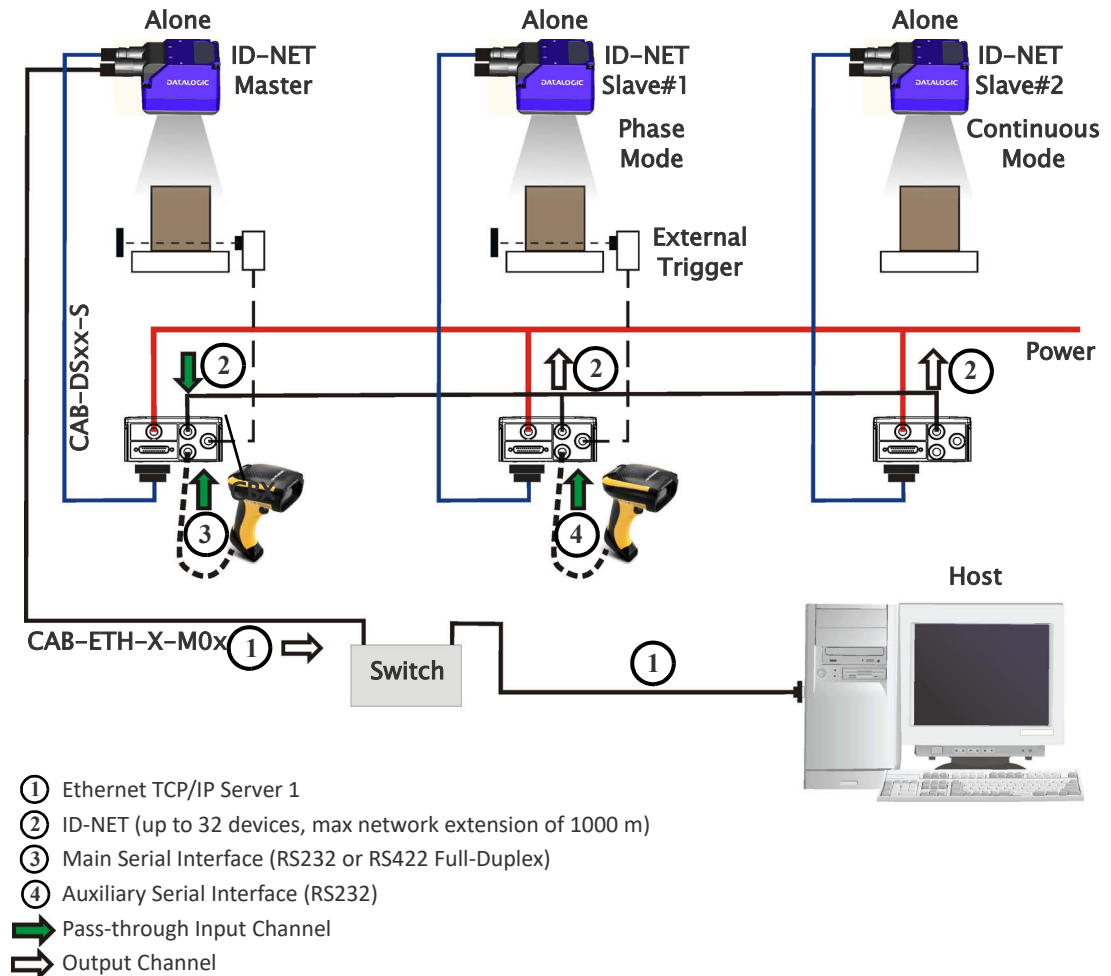 Alone
ID-NET
Master
DATALOGIC
Alone
ID-NET
Slave#1
DATALOGIC
Phase
Mode
Alone
ID-NET
Slave#2
DATALOGIC
Continuous
Mode
External
Trigger
CAB-DSxx-S
Power
2
2
2
CBX
3
4
Host
CAB-ETH-X-M0x
1
Switch
1
1 Ethernet TCP/IP Server 1
2 ID-NET (up to 32 devices, max network extension of 1000 m)
3 Main Serial Interface (RS232 or RS422 Full-Duplex)
4 Auxiliary Serial Interface (RS232)
Pass-through Input Channel
Output Channel